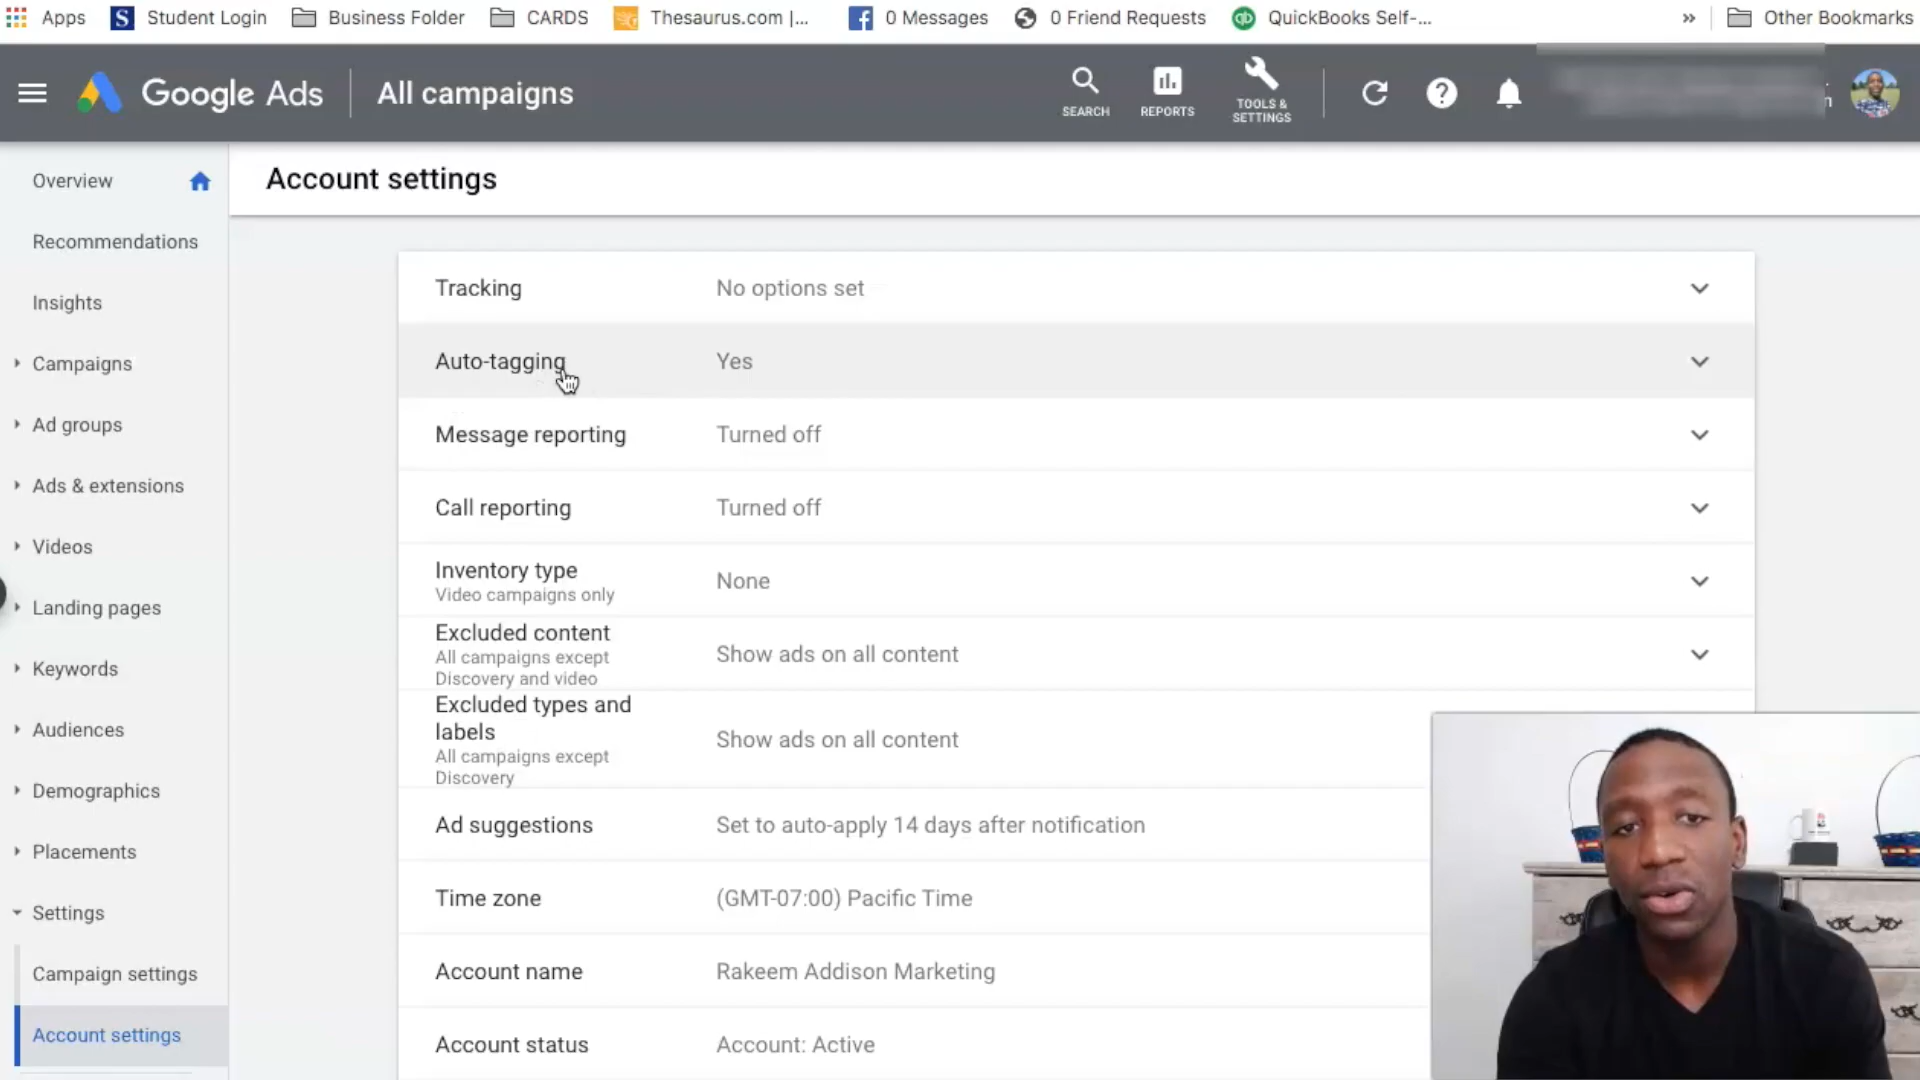 Apps
S Student Login
Business Folder
CARDS
Thesaurus.com |...
0 Messages
0 Friend Requests
qb QuickBooks Self-...
»
Other Bookmarks
Google Ads
All campaigns
SEARCH
REPORTS
TOOLS &
SETTINGS
Overview
Recommendations
Insights
Campaigns
Ad groups
Ads & extensions
Videos
Landing pages
Keywords
Audiences
Demographics
Placements
Settings
Campaign settings
Account settings
Account settings
Tracking
No options set
Auto-tagging
Yes
Message reporting
Turned off
Call reporting
Turned off
Inventory type
Video campaigns only
None
Excluded content
All campaigns except
Discovery and video
Show ads on all content
Excluded types and
labels
All campaigns except
Discovery
Show ads on all content
Ad suggestions
Set to auto-apply 14 days after notification
Time zone
(GMT-07:00) Pacific Time
Account name
Rakeem Addison Marketing
Account status
Account: Active